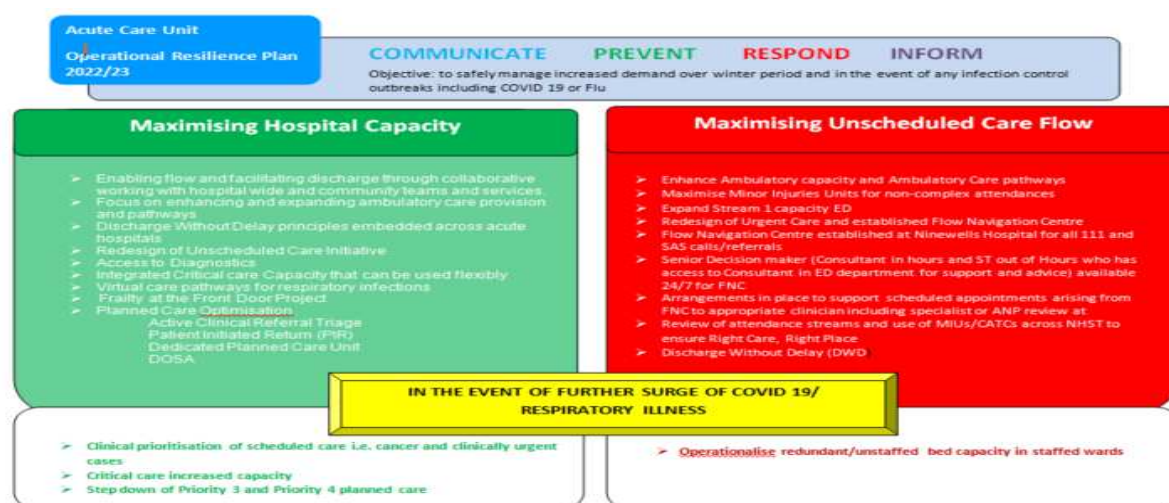 Acute Care Unit
Operational Resilience Plan
2022/23
COMMUNICATE PREVENT RESPOND INFORM
Objective: to safely manage increased demand over winter period and in the event of any infection control
outbreaks including COVID 19 or Flu
Maximising Hospital Capacity
Enabling flow and facilitating discharge through collaborative
working with hospital wide and community teams and services.
Focus on enhancing and expanding ambulatory care provision
and pathways
Discharge Without Delay principles embedded across acute
hospitals
Redesign of Unscheduled Care Initiative
Access to Diagnostics
Integrated Critical care Capacity that can be used flexibly
Virtual care pathways for respiratory infections
Frailty at the Front Door Project
Planned Care Optimisation
Active Clinical Referral Triage
Patient Initiated Return (PIR)
Dedicated Planned Care Unit
DOSA
Maximising Unscheduled Care Flow
Enhance Ambulatory capacity and Ambulatory Care pathways
Maximise Minor Injuries Units for non-complex attendances
Expand Stream 1 capacity ED
Redesign of Urgent Care and established Flow Navigation Centre
Flow Navigation Centre established at Ninewells Hospital for all 111 and
SAS calls/referrals
Senior Decision maker (Consultant in hours and ST out of Hours who has
access to Consultant in ED department for support and advice) available
24/7 for FNC
Arrangements in place to support scheduled appointments arising from
FNC to appropriate clinician including specialist or ANP review at
Review of attendance streams and use of MIUs/CATCs across NHST to
ensure Right Care, Right Place
Discharge Without Delay (DWD)
IN THE EVENT OF FURTHER SURGE OF COVID 19/
RESPIRATORY ILLNESS
Clinical prioritisation of scheduled care i.e. cancer and clinically urgent
cases
Critical care increased capacity
Step down of Priority 3 and Priority 4 planned care
Operationalise redundant/unstaffed bed capacity in staffed wards